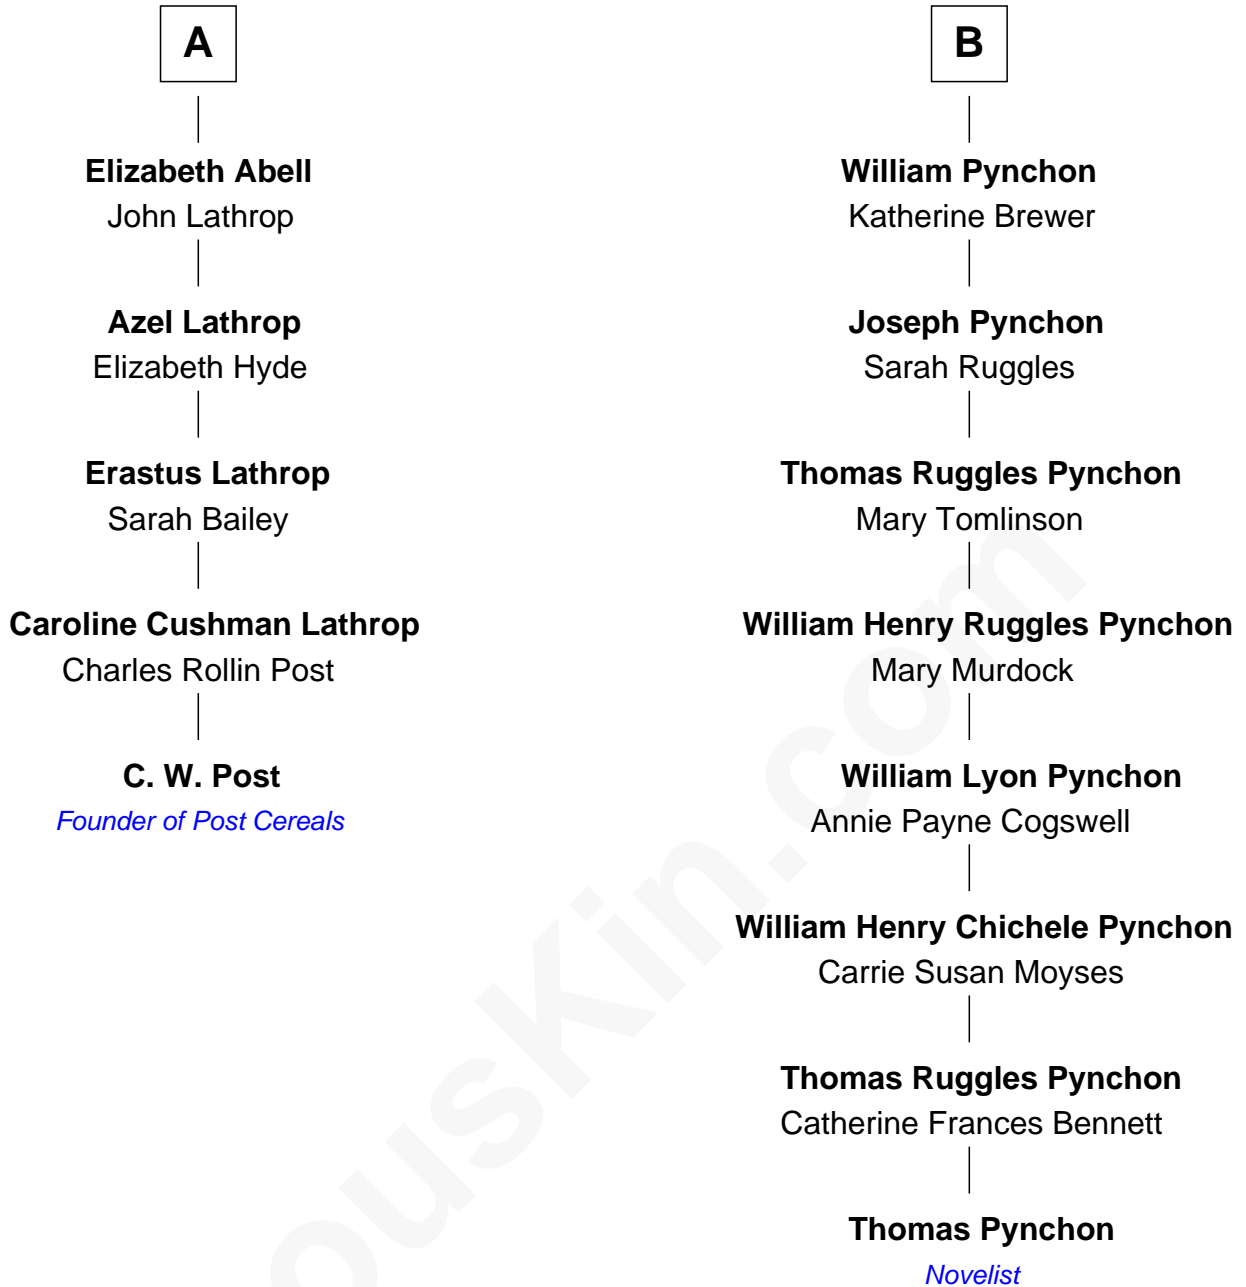 A
Elizabeth Abell
John Lathrop
Azel Lathrop
Elizabeth Hyde
Erastus Lathrop
Sarah Bailey
Caroline Cushman Lathrop
Charles Rollin Post
C. W. Post
Founder of Post Cereals
B
William Pynchon
Katherine Brewer
Joseph Pynchon
Sarah Ruggles
Thomas Ruggles Pynchon
Mary Tomlinson
William Henry Ruggles Pynchon
Mary Murdock
William Lyon Pynchon
Annie Payne Cogswell
William Henry Chichele Pynchon
Carrie Susan Moyses
Thomas Ruggles Pynchon
Catherine Frances Bennett
Thomas Pynchon
Novelist
ousKin.com